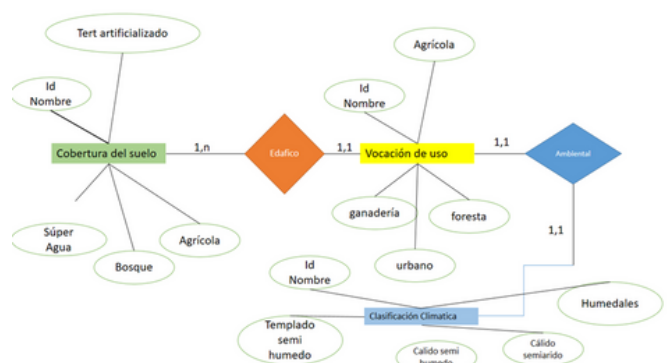 Tert artificializado
Agrícola
Id
Nombre
Id
Nombre
Cobertura del suelo
1,n
Edafico
1,1
Vocación de uso
1,1
Ambiental
ganadería
foresta
1,1
Súper
Agua
Agrícola
Bosque
urbano
Id
Nombre
Humedales
Clasificación Climatica
Templado
semi
humedo
Calido semi
humedo
Cálido
semiarido